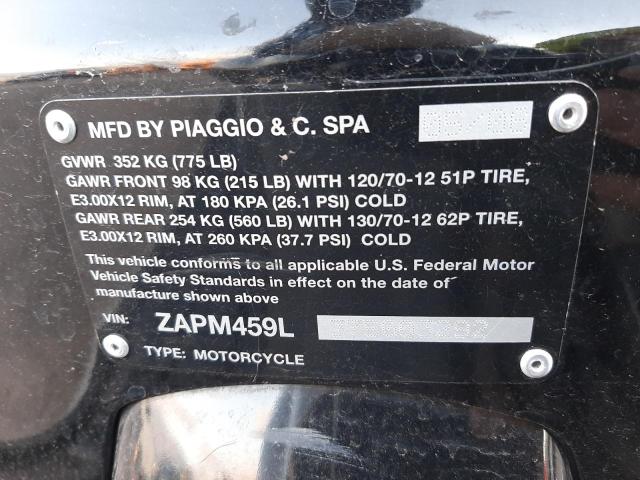 MFD BY PIAGGIO & C. SPA
GVWR 352 KG (775 LB)
GAWR FRONT 98 KG (215 LB) WITH 120/70-12 51P TIRE,
E3.00X12 RIM, AT 180 KPA (26.1 PSI) COLD
GAWR REAR 254 KG (560 LB) WITH 130/70-12 62P TIRE,
E3.00X12 RIM, AT 260 KPA (37.7 PSI) COLD
This vehicle conforms to all applicable U.S. Federal Motor
Vehicle Safety Standards in effect on the date of
manufacture shown above
VIN: ZAPM459L
TYPE: MOTORCYCLE